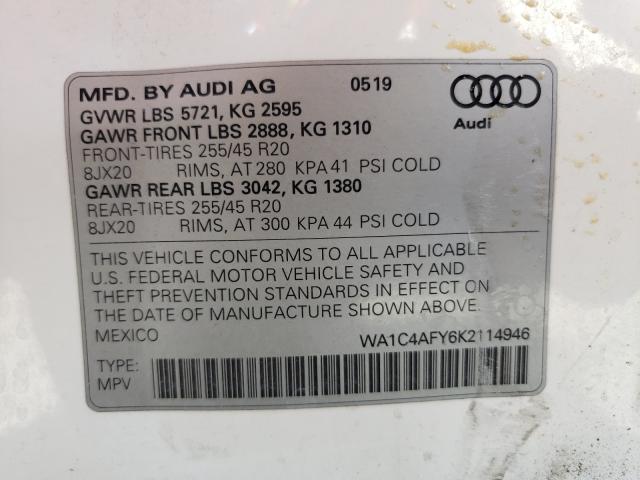 MFD. BY AUDI AG 0519
GVWR LBS 5721, KG 2595
GAWR FRONT LBS 2888, KG 1310
Audi
FRONT-TIRES 255/45 R20
8JX20 RIMS, AT 280 KPA 41 PSI COLD
GAWR REAR LBS 3042, KG 1380
REAR-TIRES 255/45 R20
8JX20 RIMS, AT 300 KPA 44 PSI COLD
THIS VEHICLE CONFORMS TO ALL APPLICABLE
U.S. FEDERAL MOTOR VEHICLE SAFETY AND
THEFT PREVENTION STANDARDS IN EFFECT ON
THE DATE OF MANUFACTURE SHOWN ABOVE.
MEXICO WA1C4AFY6K2114946
TYPE:
MPV